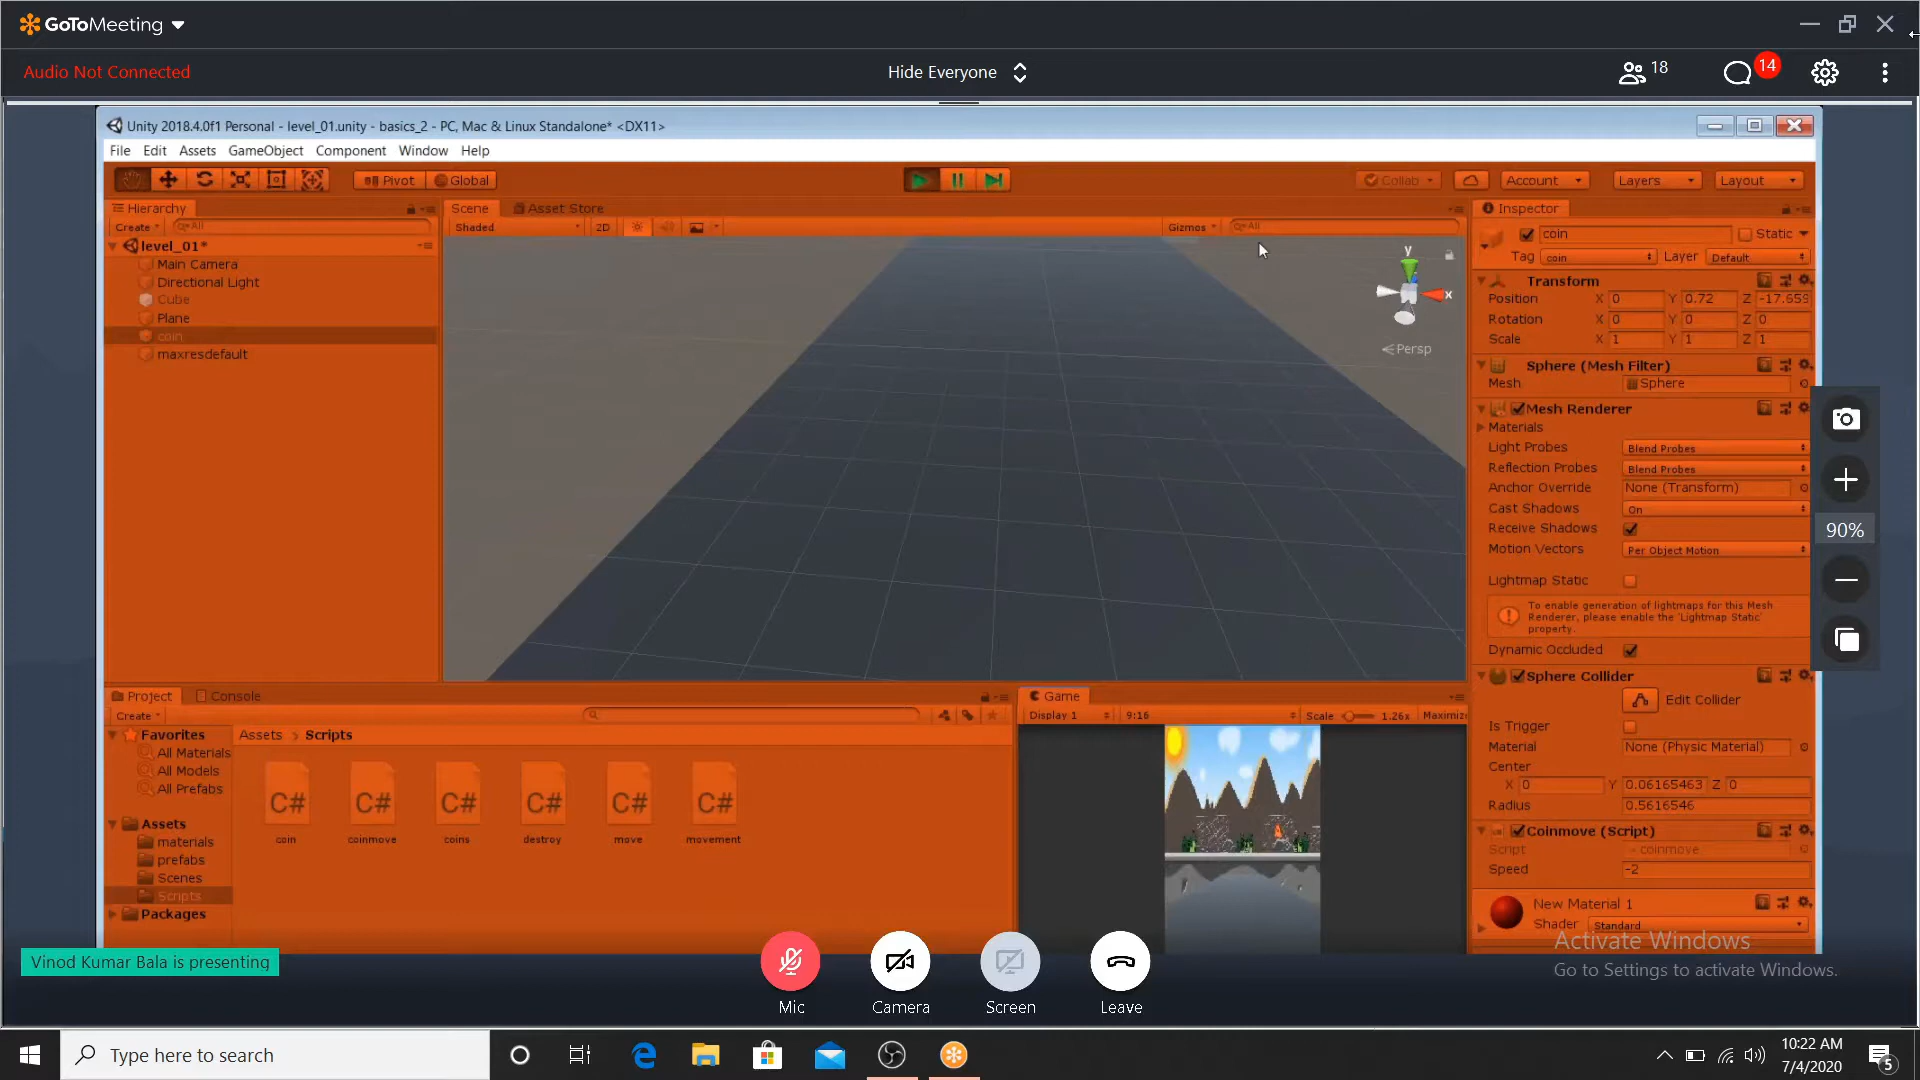 GoToMeeting
Audio Not Connected
Hide Everyone
18
14
Unity 2018.4.0f1 Personal - level_01.unity - basics_2 - PC, Mac & Linux Standalone* <DX11>
File Edit Assets GameObject Component Window Help
Pivot Global Collab Account Layers Layout
Hierarchy
Create All
level_01*
Main Camera
Directional Light
Cube
Plane
coin
maxresdefault
Scene Asset Store
Shaded 2D Gizmos All
y
x
Persp
Inspector
coin Static
Tag coin Layer Default
Transform
Position X 0 Y 0.72 Z -17.659
Rotation X 0 Y 0 Z 0
Scale X 1 Y 1 Z 1
Sphere (Mesh Filter)
Mesh Sphere
Mesh Renderer
Materials
Light Probes Blend Probes
Reflection Probes Blend Probes
Anchor Override None (Transform)
Cast Shadows On
Receive Shadows
Motion Vectors Per Object Motion
Lightmap Static
To enable generation of lightmaps for this Mesh
Renderer, please enable the 'Lightmap Static'
property.
Dynamic Occluded
Sphere Collider
Edit Collider
Is Trigger
Material None (Physic Material)
Center
X 0 Y 0.06165463 Z 0
Radius 0.5616546
Coinmove (Script)
Script coinmove
Speed -2
New Material 1
Shader Standard
90%
Project Console
Create
Favorites
All Materials
All Models
All Prefabs
Assets
materials
prefabs
Scenes
Scripts
Packages
Assets > Scripts
C# C# C# C# C# C#
coin coinmove coins destroy move movement
Game
Display 1 9:16 Scale 1.26x Maximiz
A
Activate Windows
Go to Settings to activate Windows.
Vinod Kumar Bala is presenting
Mic Camera Screen Leave
Type here to search
10:22 AM
7/4/2020
5